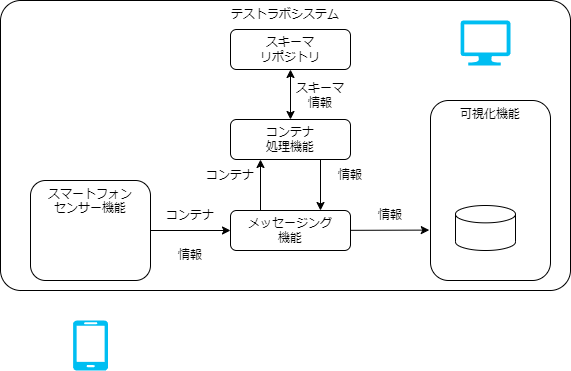 テストラボシステム
スキーマ
リポジトリ
スキーマ
情報
可視化機能
コンテナ
処理機能
コンテナ
情報
スマートフォン
センサー機能
コンテナ
情報
メッセージング
機能
情報